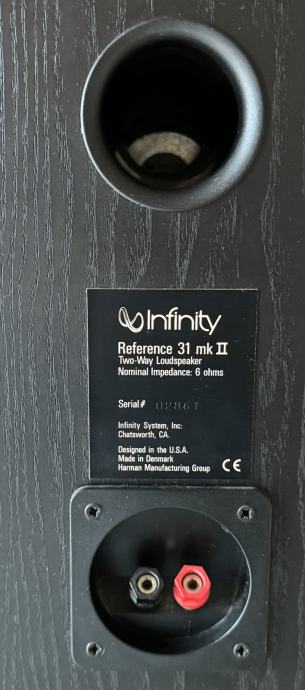 Infinity
Reference 31 mk II
Two-Way Loudspeaker
Nominal Impedance: 6 ohms
Serial# 02861
Infinity System, Inc:
Chatsworth, CA.
Designed in the U.S.A.
Made in Denmark
Harman Manufacturing Group CE